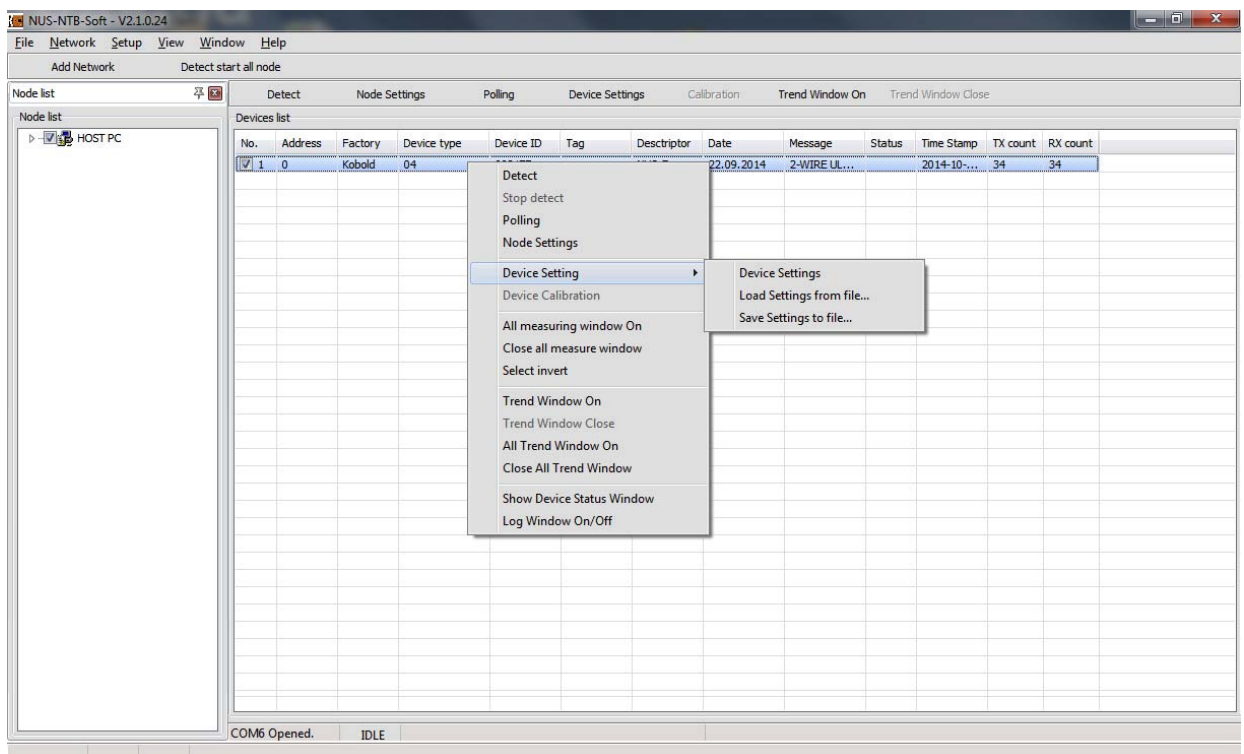 NUS-NTB-Soft - V2.1.0.24
File Network Setup View Window Help
Add Network Detect start all node
Node list
Detect Node Settings Polling Device Settings Calibration Trend Window On Trend Window Close
Node list
Devices list
HOST PC
No. Address Factory Device type Device ID Tag Desctriptor Date Message Status Time Stamp TX count RX count
1 0 Kobold 04 22.09.2014 2-WIRE UL... 2014-10-... 34 34
Detect
Stop detect
Polling
Node Settings
Device Setting
Device Calibration
All measuring window On
Close all measure window
Select invert
Trend Window On
Trend Window Close
All Trend Window On
Close All Trend Window
Show Device Status Window
Log Window On/Off
Device Settings
Load Settings from file...
Save Settings to file...
COM6 Opened. IDLE